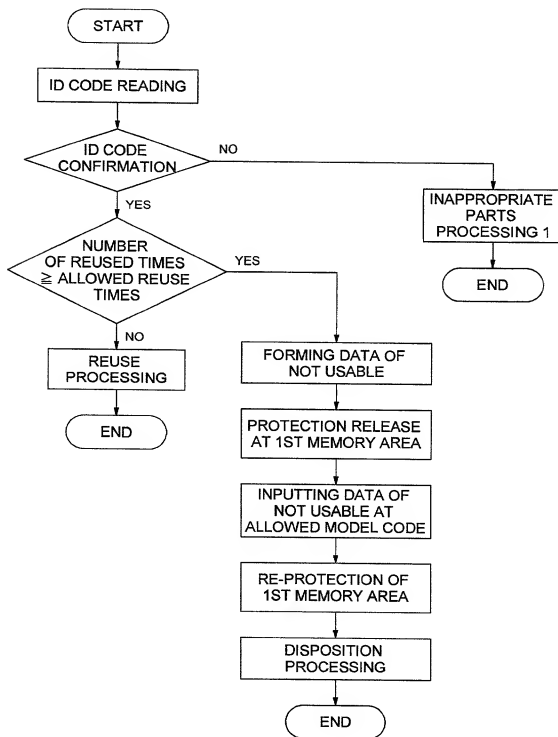 START
ID CODE READING
ID CODE
CONFIRMATION
NO
YES
INAPPROPRIATE
PARTS
PROCESSING 1
END
NUMBER
OF REUSED TIMES
≧ ALLOWED REUSE
TIMES
YES
NO
REUSE
PROCESSING
END
FORMING DATA OF
NOT USABLE
PROTECTION RELEASE
AT 1ST MEMORY AREA
INPUTTING DATA OF
NOT USABLE AT
ALLOWED MODEL CODE
RE-PROTECTION OF
1ST MEMORY AREA
DISPOSITION
PROCESSING
END